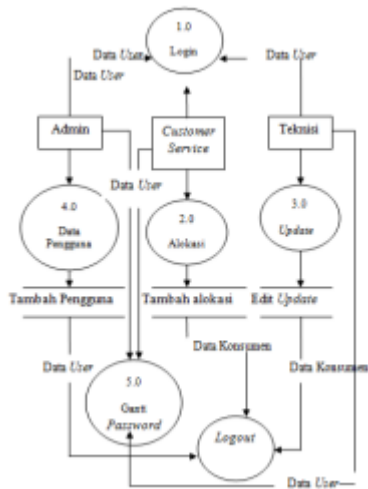 1.0
Login
Data User
Data User
Data User
Admin
Customer
Service
Teknisi
Data User
4.0
Data
Pengguna
2.0
Alokasi
3.0
Update
Tambah Pengguna
Tambah alokasi
Edit Update
Data User
Data Konsumen
Data Konsumen
5.0
Ganti
Password
Logout
Data User